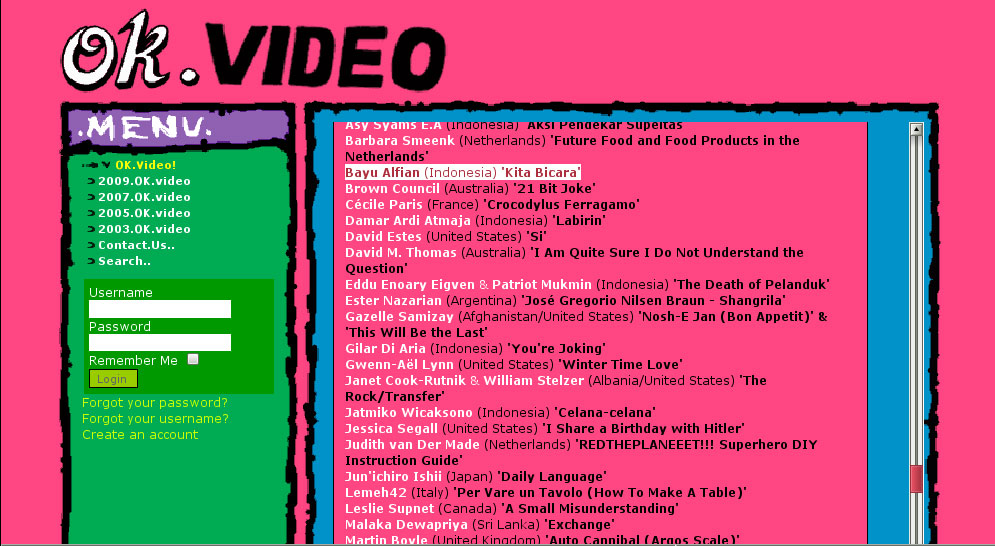 OK.VIDEO
.MENU.
OK.Video!
2009.OK.video
2007.OK.video
2005.OK.video
2003.OK.video
Contact.Us..
Search..
Username
Password
Remember Me
Login
Forgot your password?
Forgot your username?
Create an account
Asy Syams E.A (Indonesia) 'Aksi Pendekar Supeltas'
Barbara Smeenk (Netherlands) 'Future Food and Food Products in the
Netherlands'
Bayu Alfian (Indonesia) 'Kita Bicara'
Brown Council (Australia) '21 Bit Joke'
Cécile Paris (France) 'Crocodylus Ferragamo'
Damar Ardi Atmaja (Indonesia) 'Labirin'
David Estes (United States) 'Si'
David M. Thomas (Australia) 'I Am Quite Sure I Do Not Understand the
Question'
Eddu Enoary Eigven & Patriot Mukmin (Indonesia) 'The Death of Pelanduk'
Ester Nazarian (Argentina) 'José Gregorio Nilsen Braun - Shangrila'
Gazelle Samizay (Afghanistan/United States) 'Nosh-E Jan (Bon Appetit)' &
'This Will Be the Last'
Gilar Di Aria (Indonesia) 'You're Joking'
Gwenn-Aël Lynn (United States) 'Winter Time Love'
Janet Cook-Rutnik & William Stelzer (Albania/United States) 'The
Rock/Transfer'
Jatmiko Wicaksono (Indonesia) 'Celana-celana'
Jessica Segall (United States) 'I Share a Birthday with Hitler'
Judith van Der Made (Netherlands) 'REDTHEPLANEEET!!! Superhero DIY
Instruction Guide'
Jun'ichiro Ishii (Japan) 'Daily Language'
Lemeh42 (Italy) 'Per Vare un Tavolo (How To Make A Table)'
Leslie Supnet (Canada) 'A Small Misunderstanding'
Malaka Dewapriya (Sri Lanka) 'Exchange'
Martin Boyle (United Kingdom) 'Auto Cannibal (Argos Scale)'